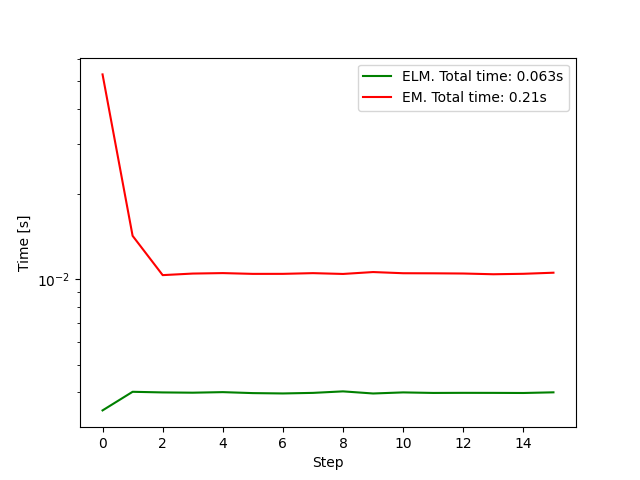 ELM. Total time: 0.063s
EM. Total time: 0.21s
Time [s]
10⁻²
0 2 4 6 8 10 12 14
Step